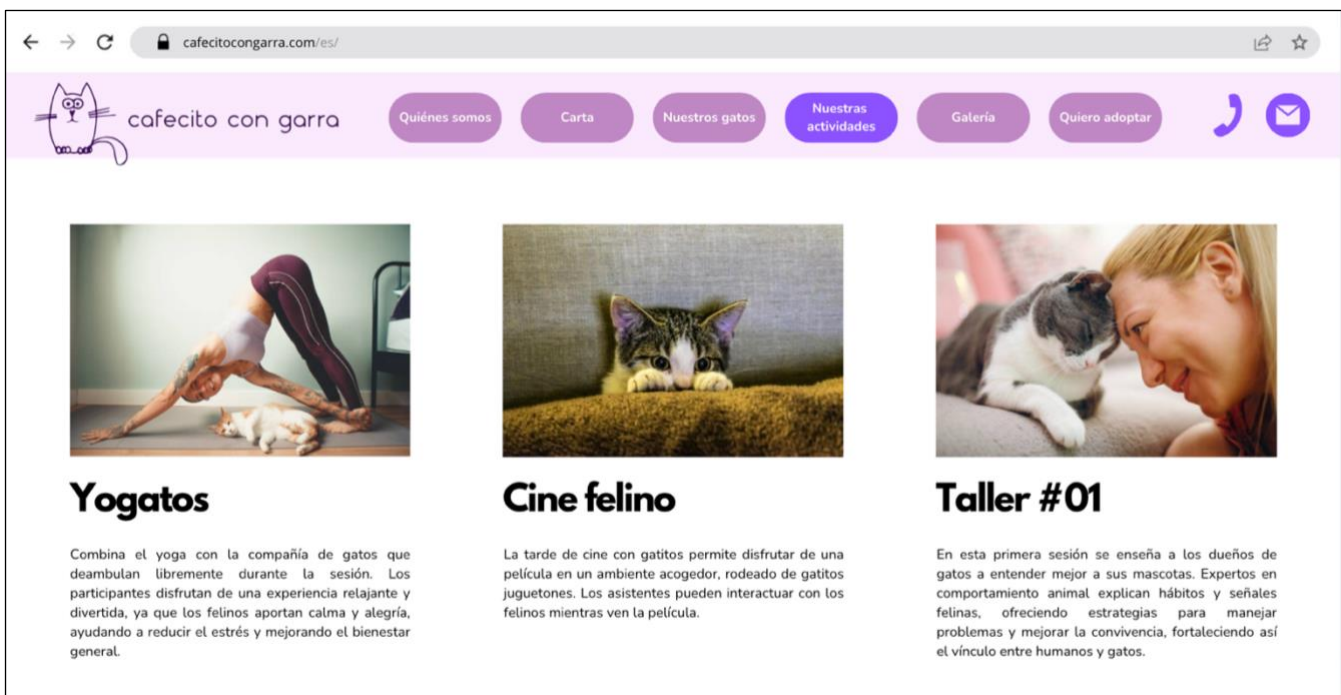 cafecitocongarra.com/es/
cafecito con garra
Quiénes somos
Carta
Nuestros gatos
Nuestras
actividades
Galería
Quiero adoptar
Yogatos
Combina el yoga con la compañía de gatos que
deambulan libremente durante la sesión. Los
participantes disfrutan de una experiencia relajante y
divertida, ya que los felinos aportan calma y alegría,
ayudando a reducir el estrés y mejorando el bienestar
general.
Cine felino
La tarde de cine con gatitos permite disfrutar de una
película en un ambiente acogedor, rodeado de gatitos
juguetones. Los asistentes pueden interactuar con los
felinos mientras ven la película.
Taller #01
En esta primera sesión se enseña a los dueños de
gatos a entender mejor a sus mascotas. Expertos en
comportamiento animal explican hábitos y señales
felinas, ofreciendo estrategias para manejar
problemas y mejorar la convivencia, fortaleciendo así
el vínculo entre humanos y gatos.